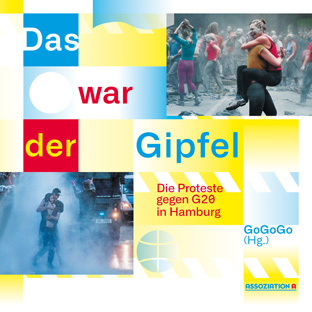 Das
war
der
Gipfel
Die Proteste
gegen G20
in Hamburg
GoGoGo
(Hg.)
ASSOZIATION A